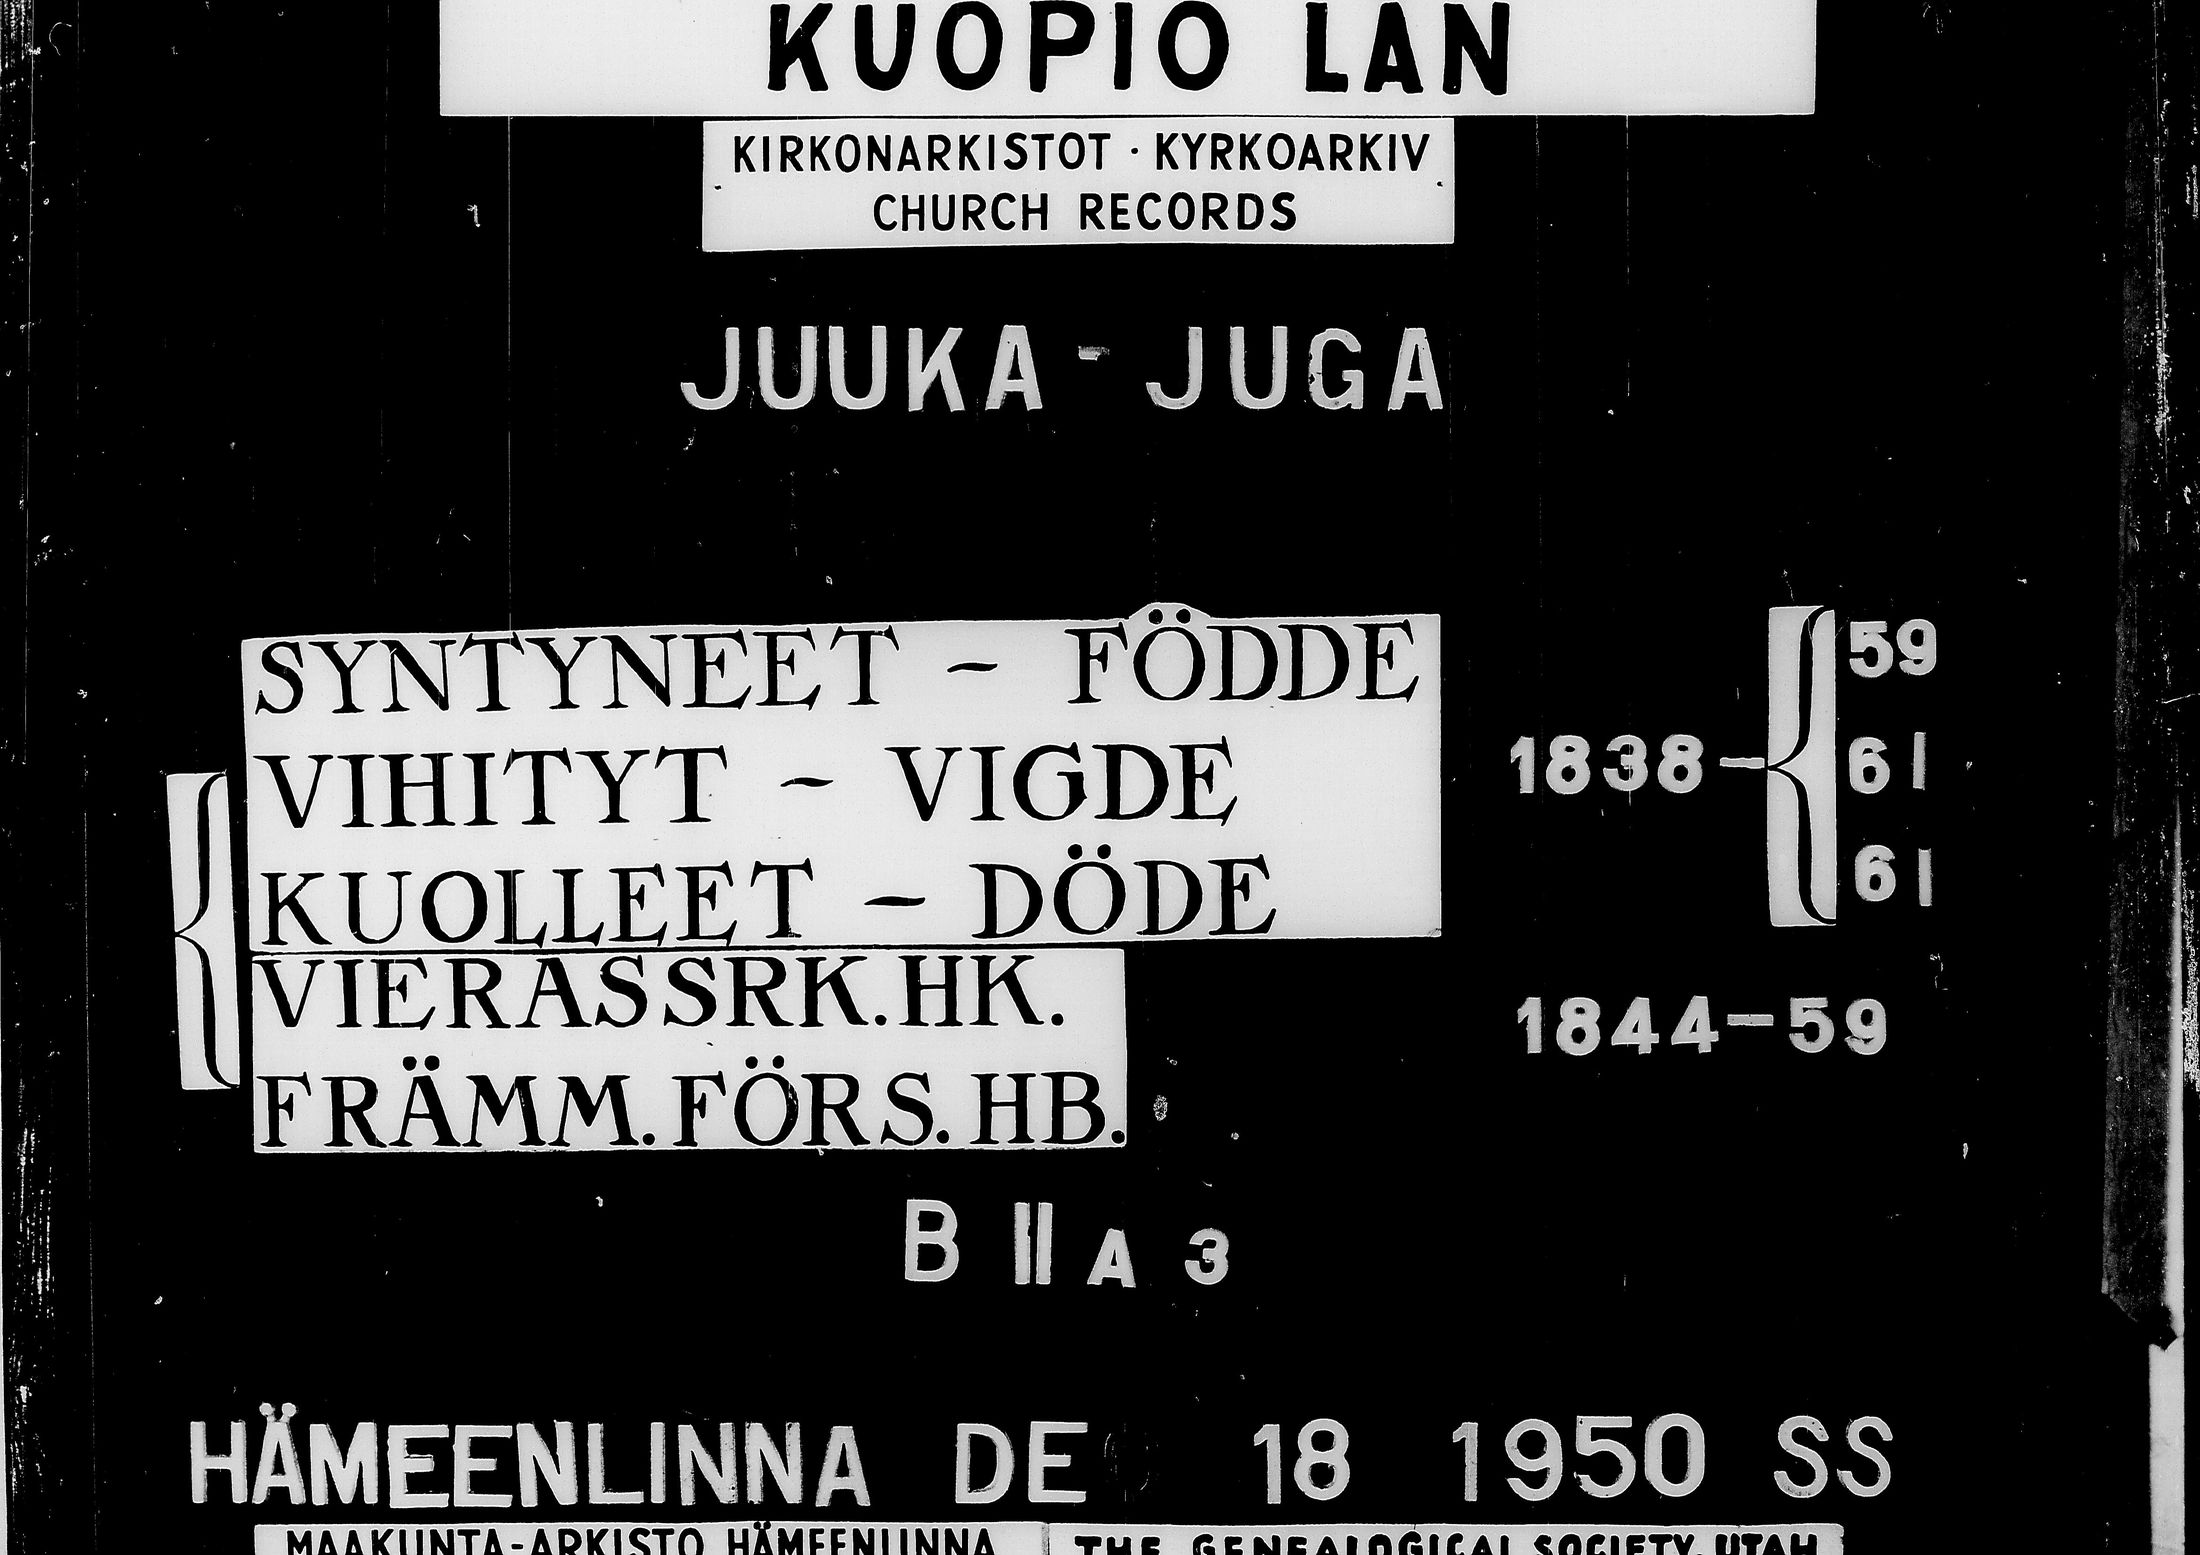 KUOPIO LAN
KIRKONARKISTOT · KYRKOARKIV
CHURCH RECORDS
JUUKA - JUGA
SYNTYNEET - FÖDDE 59
VIHITYT - VIGDE 1838- 61
KUOLLEET - DÖDE 61
VIERASSRK.HK. 1844-59
FRÄMM.FÖRS.HB.
B II A 3
HÄMEENLINNA DE 18 1950 SS
MAAKUNTA-ARKISTO HÄMEENLINNA
THE GENEALOGICAL SOCIETY, UTAH